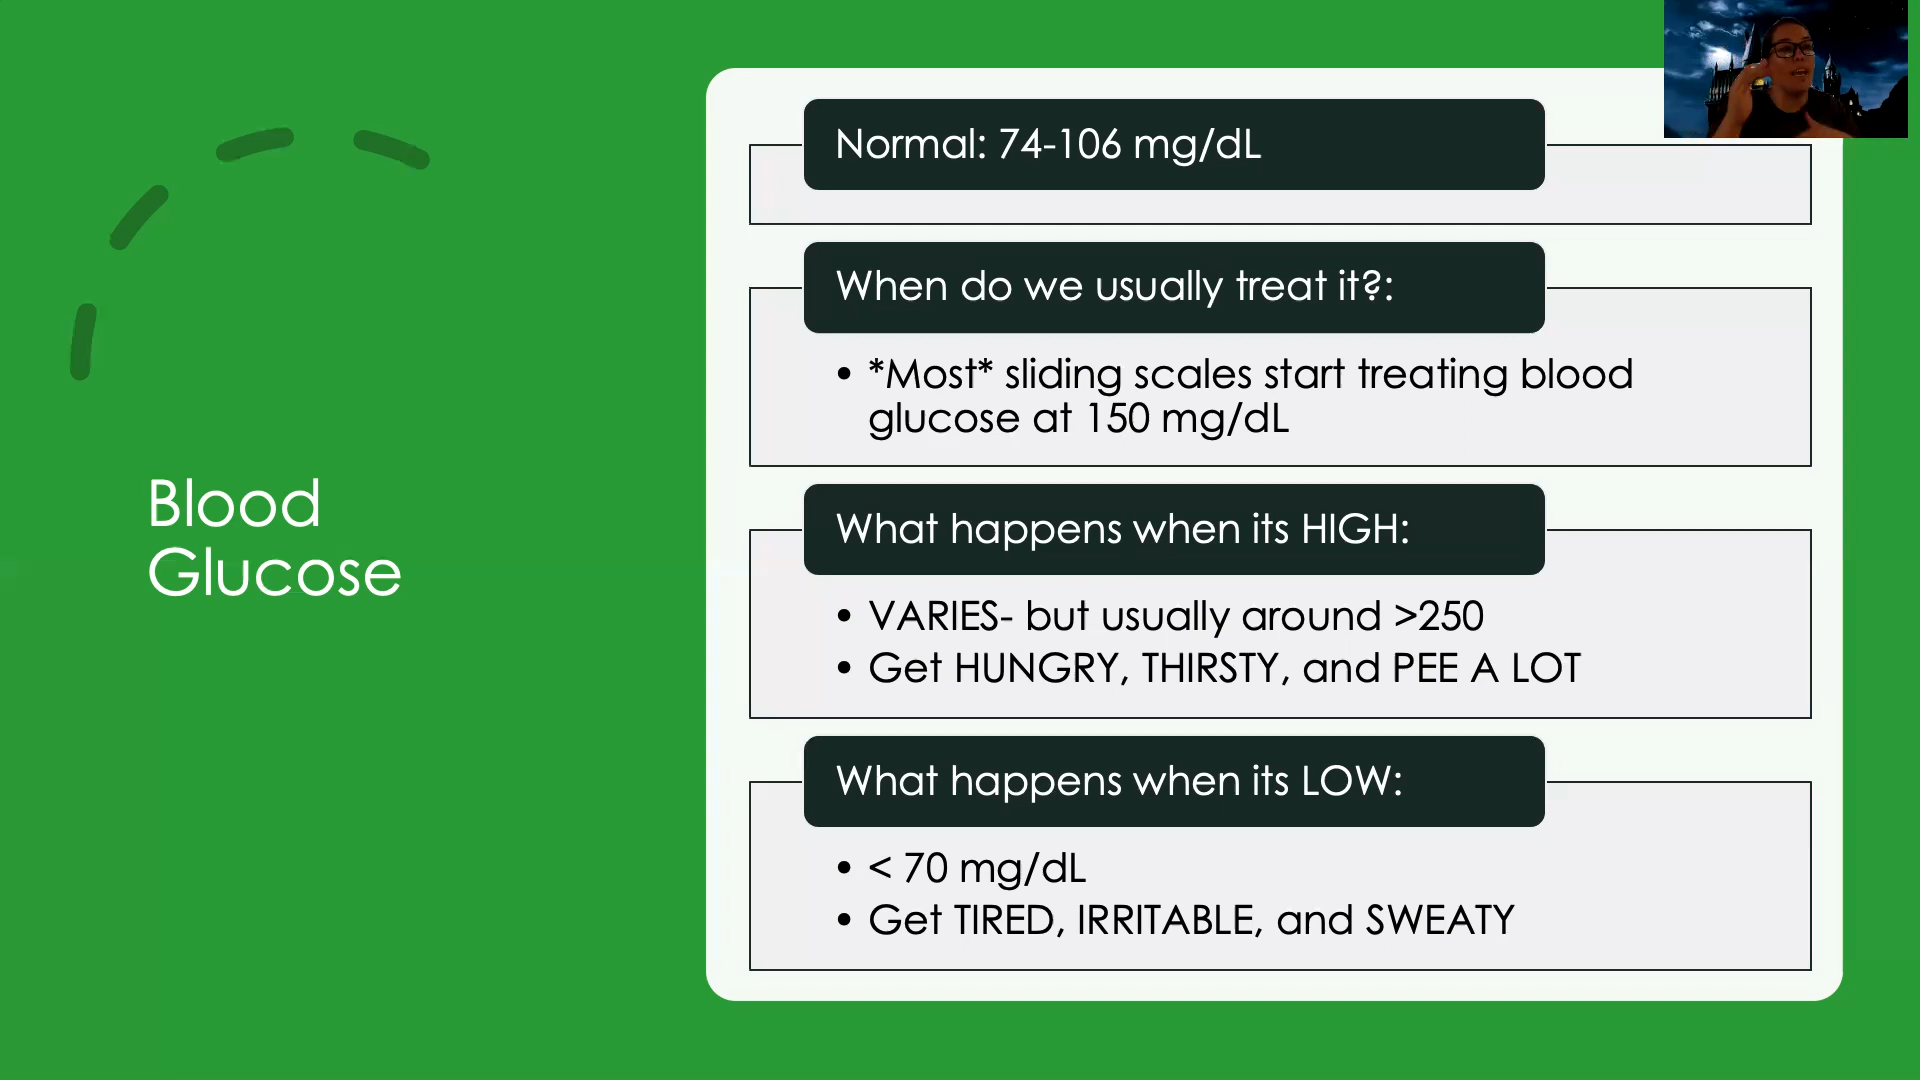 Blood
Glucose
Normal: 74-106 mg/dL
When do we usually treat it?:
• *Most* sliding scales start treating blood
glucose at 150 mg/dL
What happens when its HIGH:
• VARIES- but usually around >250
• Get HUNGRY, THIRSTY, and PEE A LOT
What happens when its LOW:
• < 70 mg/dL
• Get TIRED, IRRITABLE, and SWEATY